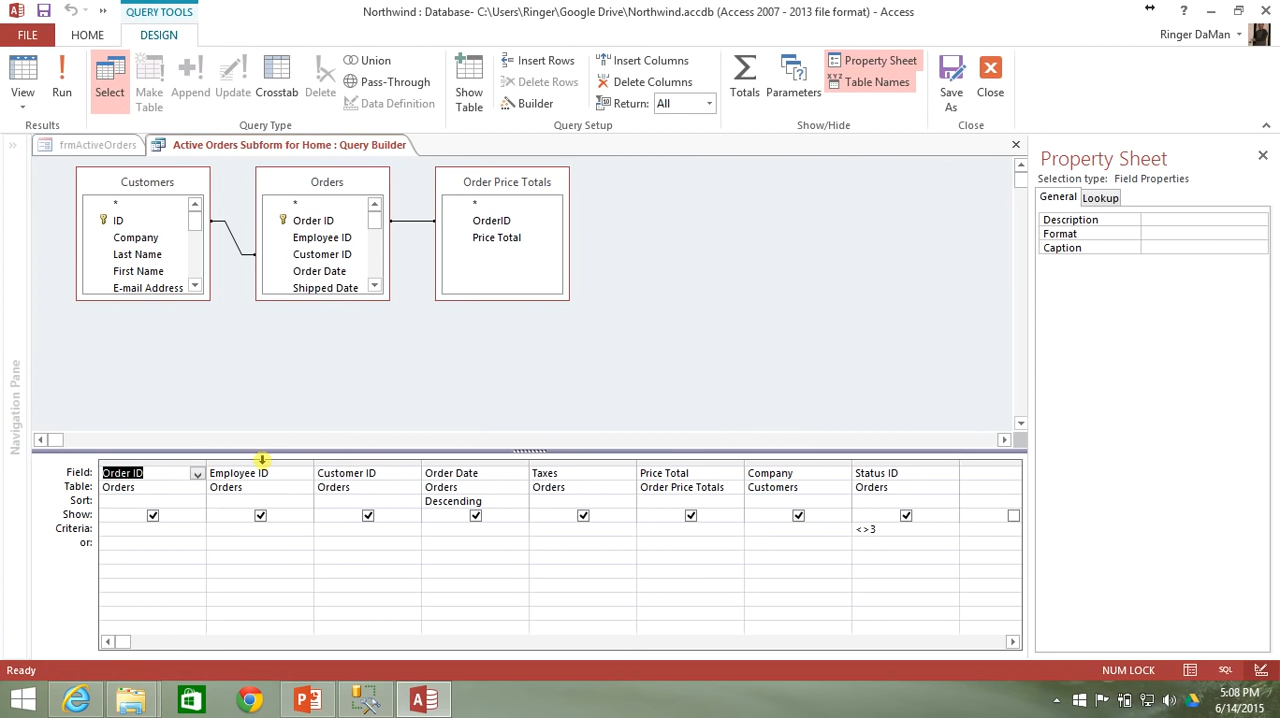 QUERY TOOLS
Northwind : Database- C:\Users\Ringer\Google Drive\Northwind.accdb (Access 2007 - 2013 file format) - Access
?
FILE HOME DESIGN
Ringer DaMan
View Run Select Make Table Append Update Crosstab Delete
Union
Pass-Through
Data Definition
Show Table
Insert Rows
Delete Rows
Builder
Insert Columns
Delete Columns
Return: All
Totals Parameters
Property Sheet
XYZ Table Names
Save As Close
Results Query Type Query Setup Show/Hide Close
frmActiveOrders Active Orders Subform for Home : Query Builder
Navigation Pane
Customers
*
ID
Company
Last Name
First Name
E-mail Address
Orders
*
Order ID
Employee ID
Customer ID
Order Date
Shipped Date
Order Price Totals
*
OrderID
Price Total
Property Sheet
Selection type: Field Properties
General Lookup
Description
Format
Caption
Field: Order ID Employee ID Customer ID Order Date Taxes Price Total Company Status ID
Table: Orders Orders Orders Orders Orders Order Price Totals Customers Orders
Sort: Descending
Show:
Criteria: <>3
or:
Ready
NUM LOCK
SQL
5:08 PM
6/14/2015